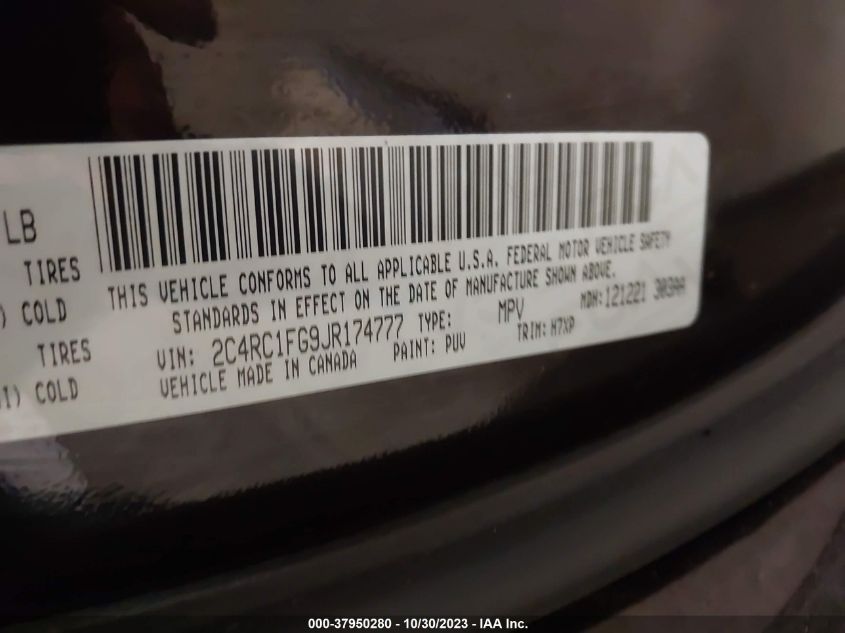 LB
TIRES
) COLD
TIRES
COLD
THIS VEHICLE CONFORMS TO ALL APPLICABLE U.S.A. FEDERAL MOTOR VEHICLE SAFETY
STANDARDS IN EFFECT ON THE DATE OF MANUFACTURE SHOWN ABOVE.
VIN: 2C4RC1FG9JR174777 TYPE: MPV MDH:121221 303AA
VEHICLE MADE IN CANADA PAINT: PUV TRIM: H7XP
000-37950280 - 10/30/2023 - IAA Inc.